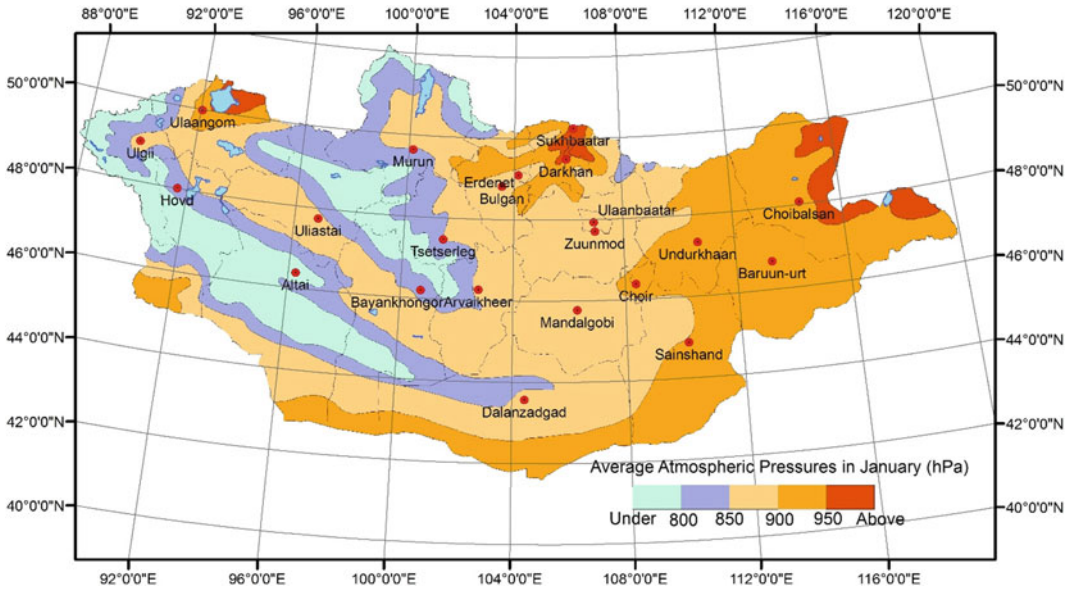 88°0'0"E 92°0'0"E 96°0'0"E 100°0'0"E 104°0'0"E 108°0'0"E 112°0'0"E 116°0'0"E 120°0'0"E
50°0'0"N 50°0'0"N
Ulaangom
Sukhbaatar
Ulgii
Murun
Darkhan
48°0'0"N 48°0'0"N
Erdenet
Bulgan
Hovd
Choibalsan
Ulaanbaatar
Uliastai
Zuunmod
Tsetserleg
Undurkhaan
46°0'0"N 46°0'0"N
Baruun-urt
Altai
Bayankhongor Arvaikheer
Choir
Mandalgobi
44°0'0"N 44°0'0"N
Sainshand
Dalanzadgad
42°0'0"N 42°0'0"N
Average Atmospheric Pressures in January (hPa)
40°0'0"N 40°0'0"N
Under 800 850 900 950 Above
92°0'0"E 96°0'0"E 100°0'0"E 104°0'0"E 108°0'0"E 112°0'0"E 116°0'0"E